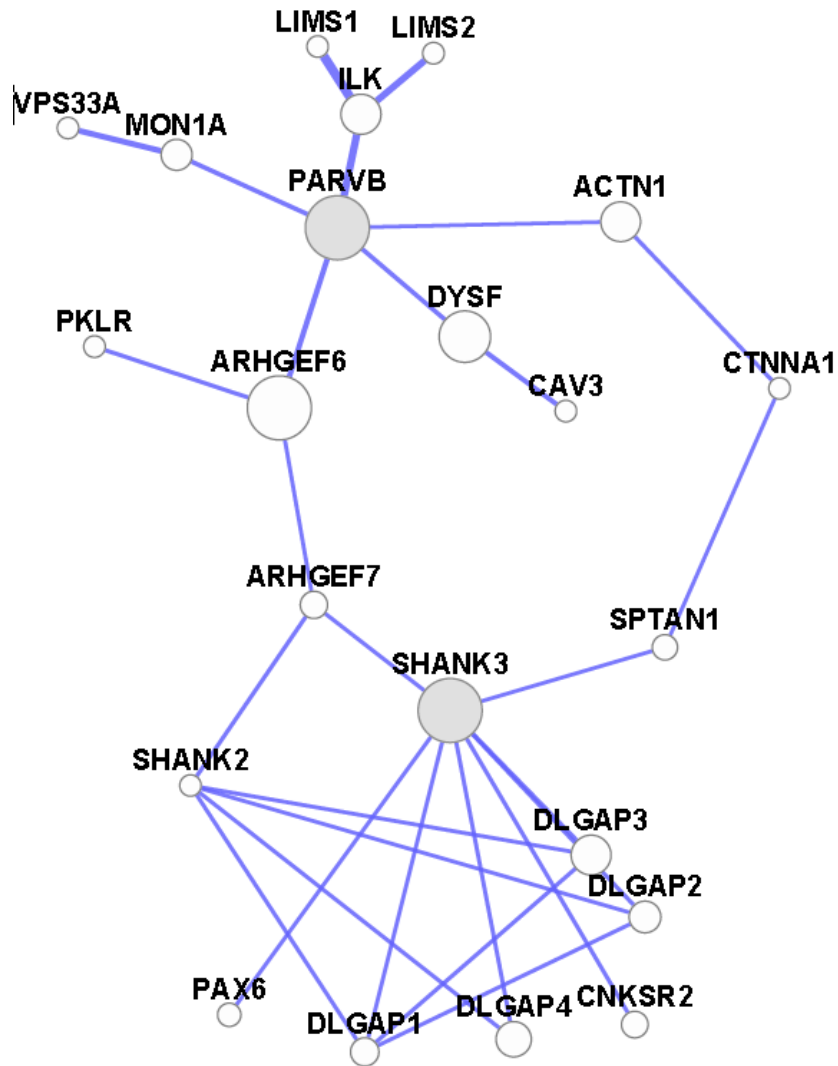 LIMS1
LIMS2
ILK
VPS33A
MON1A
PARVB
ACTN1
DYSF
PKLR
ARHGEF6
CAV3
CTNNA1
ARHGEF7
SPTAN1
SHANK3
SHANK2
DLGAP3
DLGAP2
PAX6
DLGAP1
DLGAP4
CNKSR2